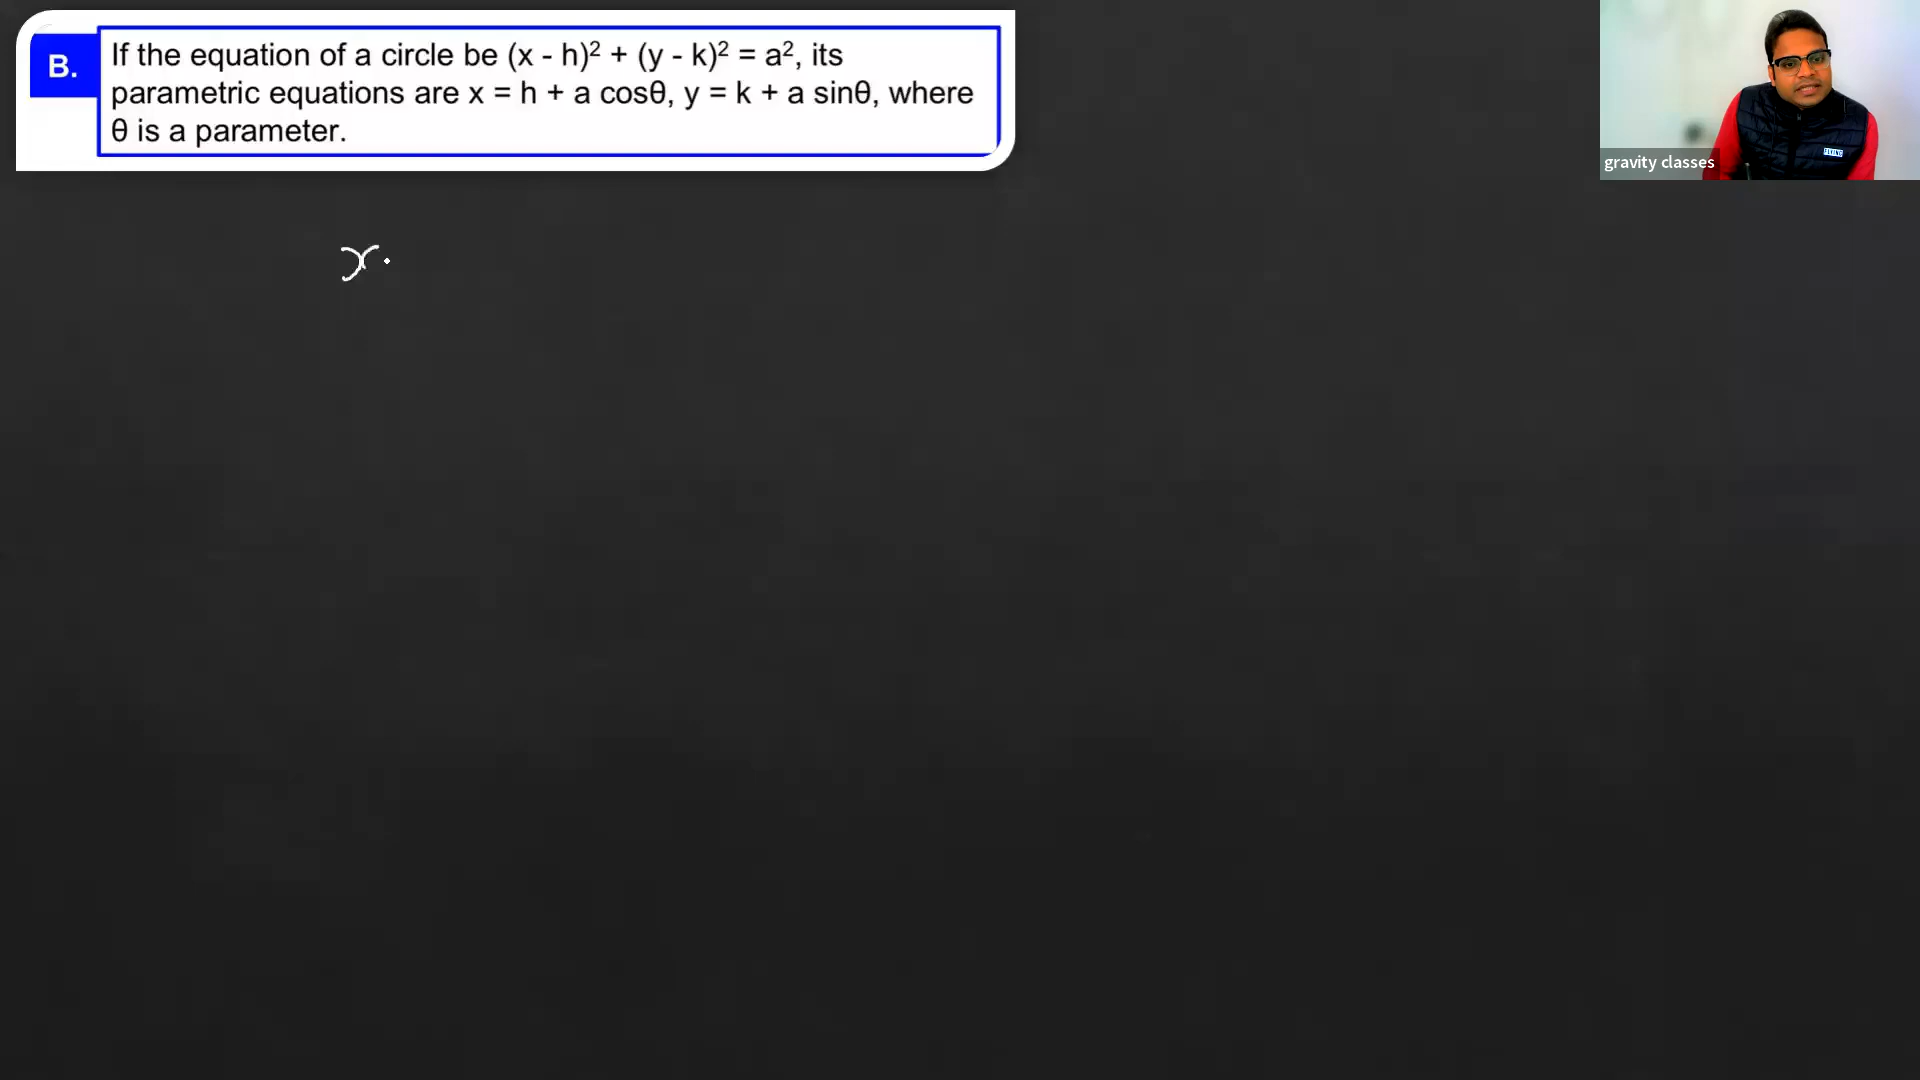 B.
If the equation of a circle be (x - h)² + (y - k)² = a², its
parametric equations are x = h + a cosθ, y = k + a sinθ, where
θ is a parameter.
gravity classes
x